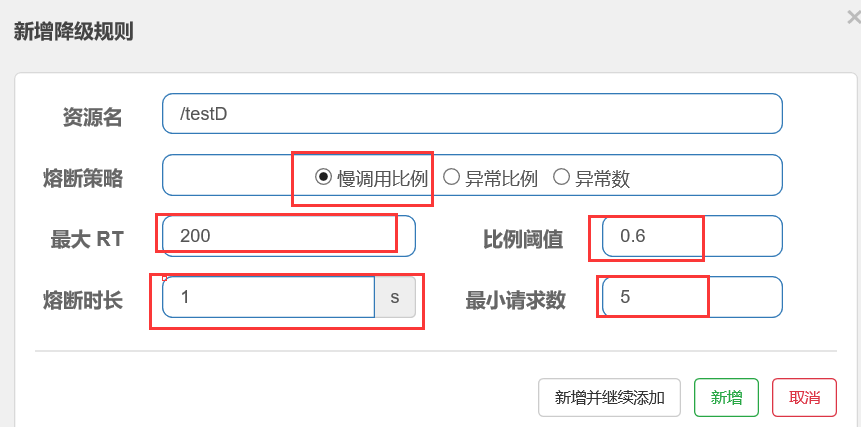 新增降级规则
资源名 /testD
熔断策略 慢调用比例 异常比例 异常数
最大 RT 200 比例阈值 0.6
熔断时长 1 s 最小请求数 5
新增并继续添加 新增 取消